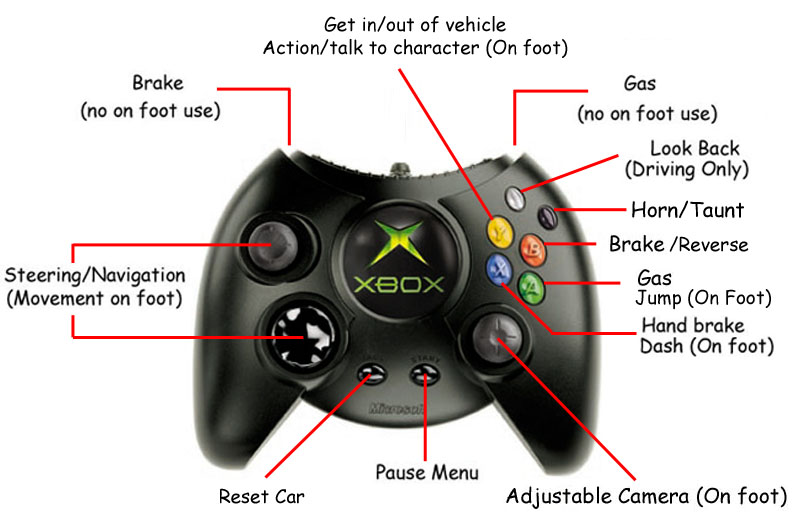 Get in/out of vehicle
Action/talk to character (On foot)
Brake
(no on foot use)
Gas
(no on foot use)
Look Back
(Driving Only)
Horn/Taunt
Y
B
Brake /Reverse
X
A
Steering/Navigation
(Movement on foot)
XBOX
Gas
Jump (On Foot)
Hand brake
Dash (On foot)
BACK
START
Microsoft
Pause Menu
Reset Car
Adjustable Camera (On foot)